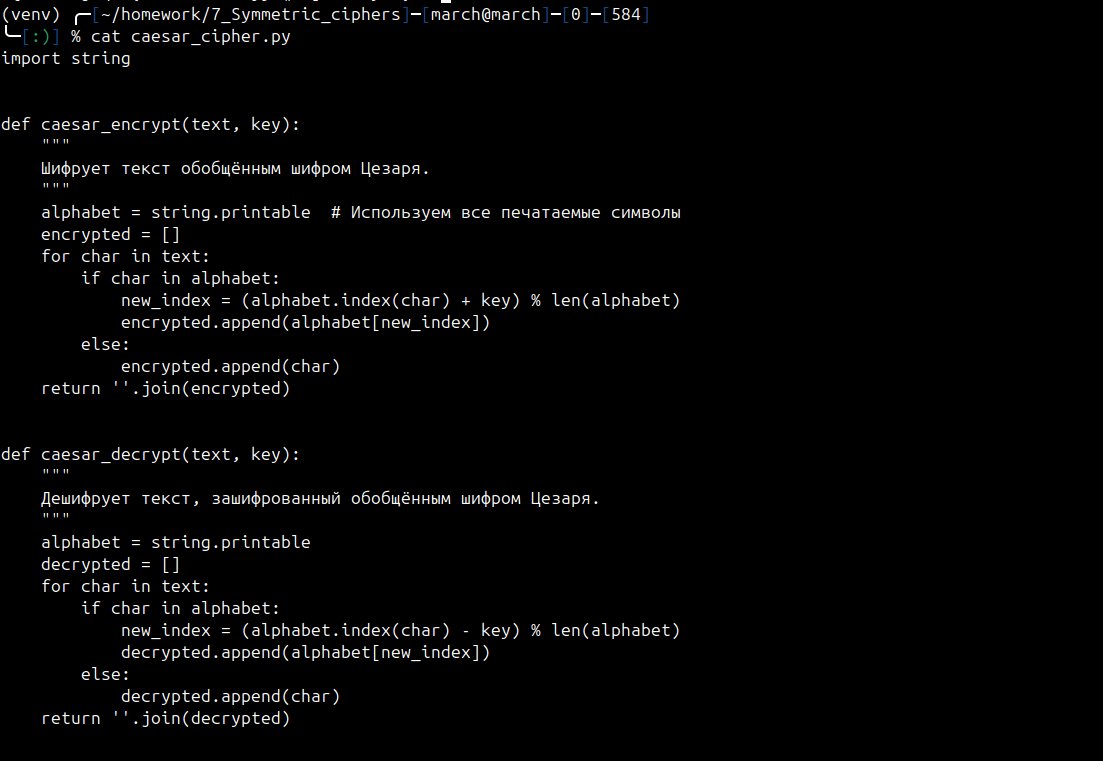 (venv) ╭─[~/homework/7_Symmetric_ciphers]─[march@march]─[0]─[584]
╰─[:)] % cat caesar_cipher.py
import string
def caesar_encrypt(text, key):
    """
    Шифрует текст обобщённым шифром Цезаря.
    """
    alphabet = string.printable  # Используем все печатаемые символы
    encrypted = []
    for char in text:
        if char in alphabet:
            new_index = (alphabet.index(char) + key) % len(alphabet)
            encrypted.append(alphabet[new_index])
        else:
            encrypted.append(char)
    return ''.join(encrypted)
def caesar_decrypt(text, key):
    """
    Дешифрует текст, зашифрованный обобщённым шифром Цезаря.
    """
    alphabet = string.printable
    decrypted = []
    for char in text:
        if char in alphabet:
            new_index = (alphabet.index(char) - key) % len(alphabet)
            decrypted.append(alphabet[new_index])
        else:
            decrypted.append(char)
    return ''.join(decrypted)